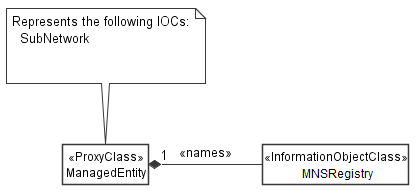 Represents the following IOCs:
SubNetwork
«ProxyClass»
ManagedEntity
1 «names»
«InformationObjectClass»
MNSRegistry